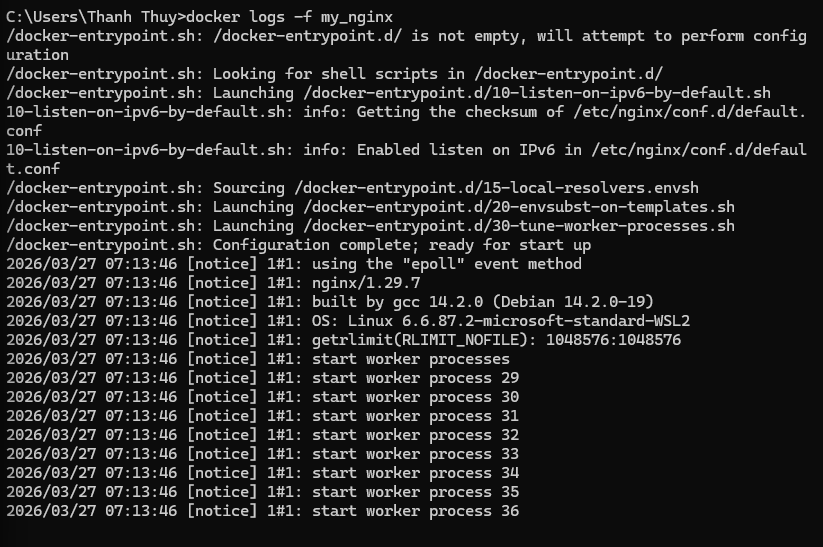 C:\Users\Thanh Thuy>docker logs -f my_nginx
/docker-entrypoint.sh: /docker-entrypoint.d/ is not empty, will attempt to perform config
uration
/docker-entrypoint.sh: Looking for shell scripts in /docker-entrypoint.d/
/docker-entrypoint.sh: Launching /docker-entrypoint.d/10-listen-on-ipv6-by-default.sh
10-listen-on-ipv6-by-default.sh: info: Getting the checksum of /etc/nginx/conf.d/default.
conf
10-listen-on-ipv6-by-default.sh: info: Enabled listen on IPv6 in /etc/nginx/conf.d/defaul
t.conf
/docker-entrypoint.sh: Sourcing /docker-entrypoint.d/15-local-resolvers.envsh
/docker-entrypoint.sh: Launching /docker-entrypoint.d/20-envsubst-on-templates.sh
/docker-entrypoint.sh: Launching /docker-entrypoint.d/30-tune-worker-processes.sh
/docker-entrypoint.sh: Configuration complete; ready for start up
2026/03/27 07:13:46 [notice] 1#1: using the "epoll" event method
2026/03/27 07:13:46 [notice] 1#1: nginx/1.29.7
2026/03/27 07:13:46 [notice] 1#1: built by gcc 14.2.0 (Debian 14.2.0-19)
2026/03/27 07:13:46 [notice] 1#1: OS: Linux 6.6.87.2-microsoft-standard-WSL2
2026/03/27 07:13:46 [notice] 1#1: getrlimit(RLIMIT_NOFILE): 1048576:1048576
2026/03/27 07:13:46 [notice] 1#1: start worker processes
2026/03/27 07:13:46 [notice] 1#1: start worker process 29
2026/03/27 07:13:46 [notice] 1#1: start worker process 30
2026/03/27 07:13:46 [notice] 1#1: start worker process 31
2026/03/27 07:13:46 [notice] 1#1: start worker process 32
2026/03/27 07:13:46 [notice] 1#1: start worker process 33
2026/03/27 07:13:46 [notice] 1#1: start worker process 34
2026/03/27 07:13:46 [notice] 1#1: start worker process 35
2026/03/27 07:13:46 [notice] 1#1: start worker process 36